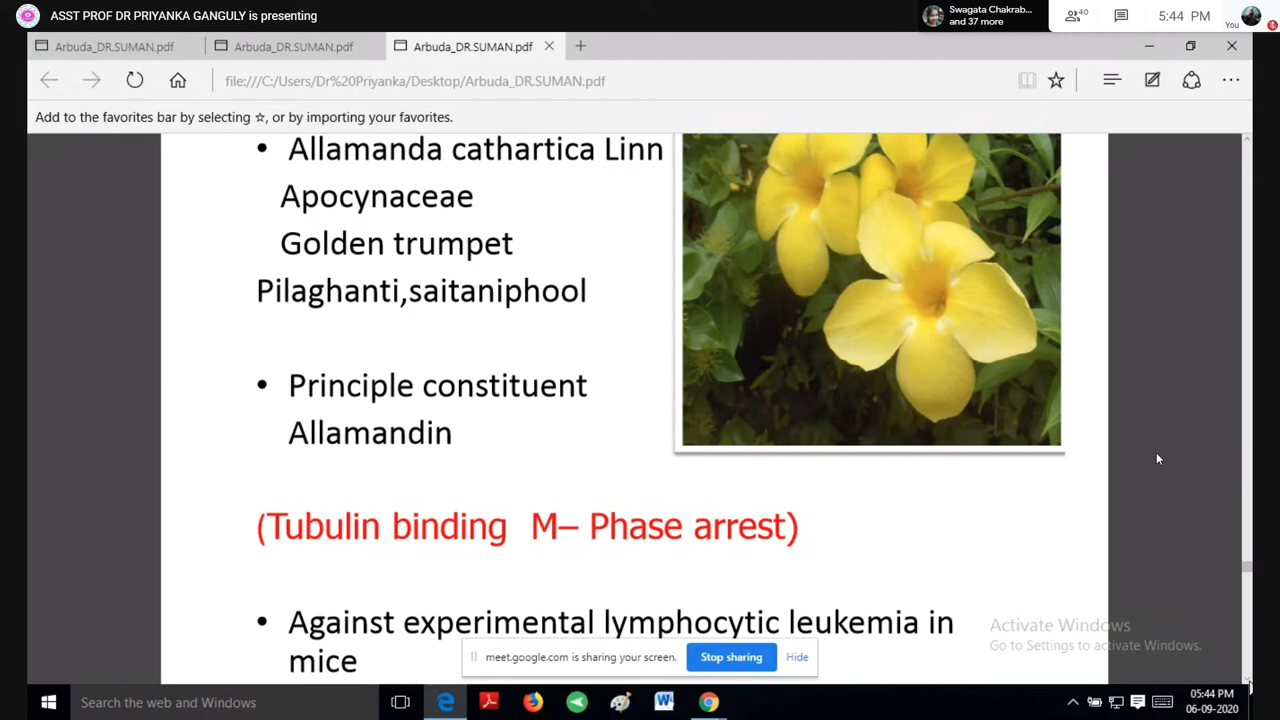 ASST PROF DR PRIYANKA GANGULY is presenting
Swagata Chakrab...
and 37 more
40
5:44 PM
You
Arbuda_DR.SUMAN.pdf
Arbuda_DR.SUMAN.pdf
Arbuda_DR.SUMAN.pdf
file:///C:/Users/Dr%20Priyanka/Desktop/Arbuda_DR.SUMAN.pdf
Add to the favorites bar by selecting ☆, or by importing your favorites.
• Allamanda cathartica Linn
Apocynaceae
Golden trumpet
Pilaghanti,saitaniphool
• Principle constituent
Allamandin
(Tubulin binding M– Phase arrest)
• Against experimental lymphocytic leukemia in
mice
Activate Windows
Go to Settings to activate Windows.
meet.google.com is sharing your screen.
Stop sharing
Hide
Search the web and Windows
05:44 PM
06-09-2020